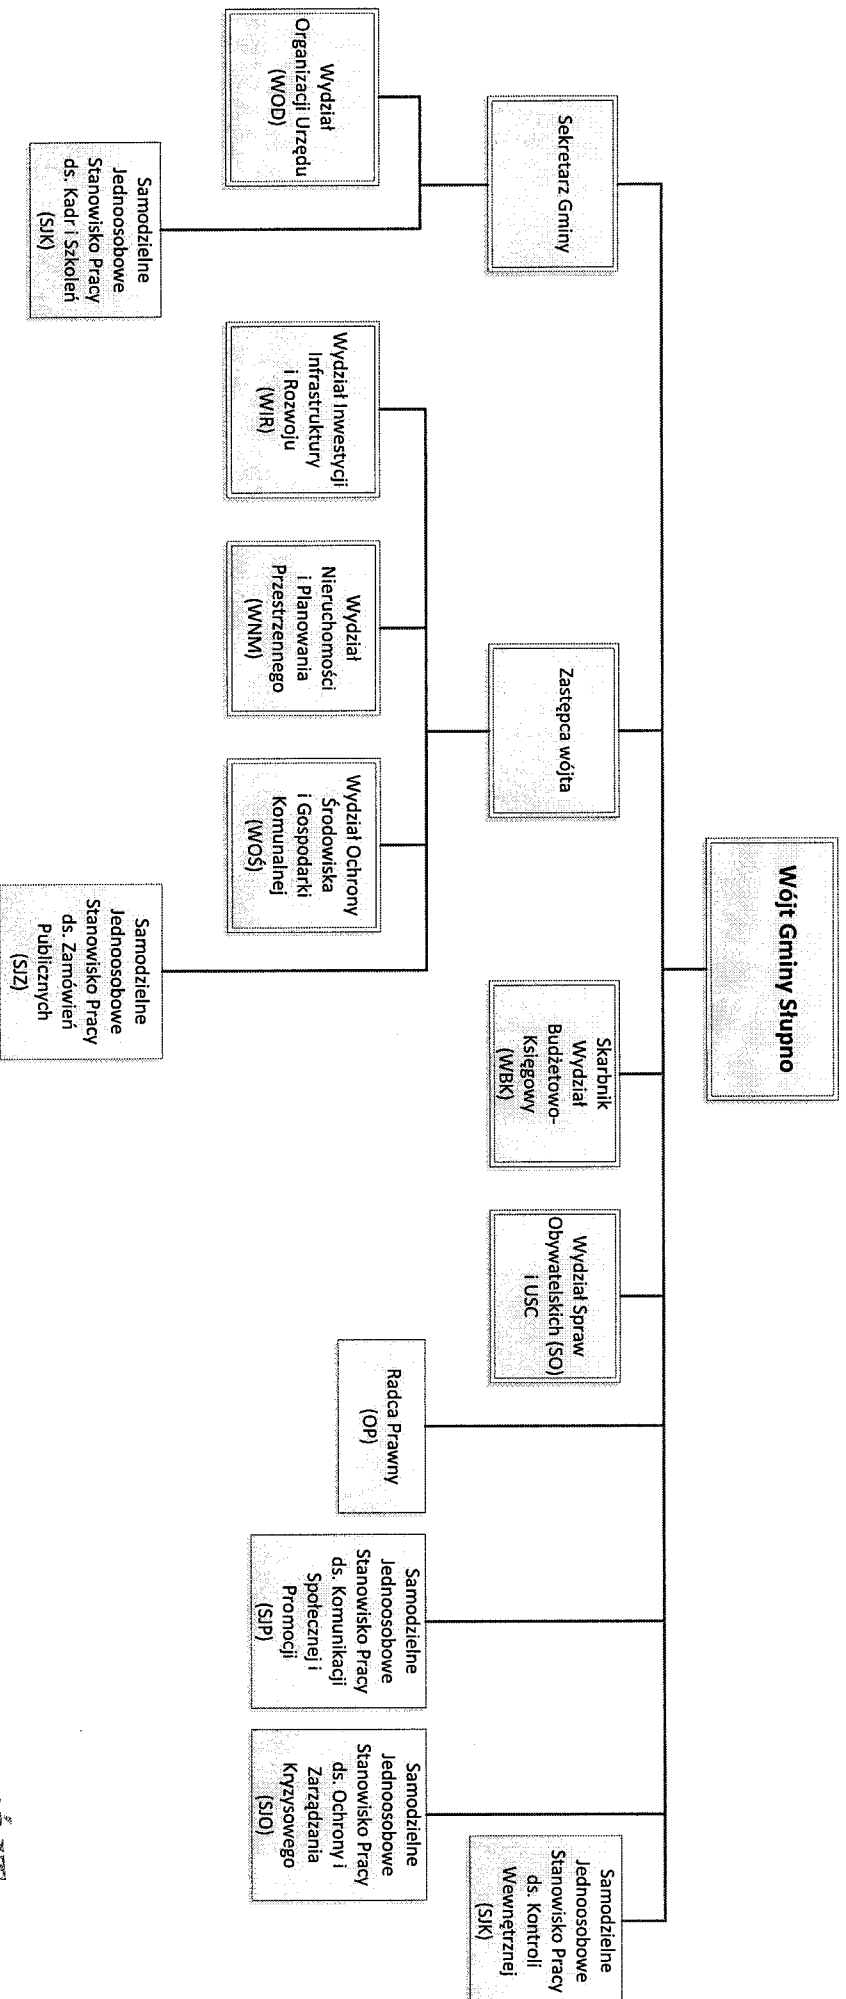 Wójt Gminy Słupno
Sekretarz Gminy
Zastępca wójta
Skarbnik
Wydział
Budżetowo-
Księgowy
(WBK)
Wydział Spraw
Obywatelskich (SO)
i USC
Samodzielne
Jednoosobowe
Stanowisko Pracy
ds. Kontroli
Wewnętrznej
(SJK)
Radca Prawny
(OP)
Samodzielne
Jednoosobowe
Stanowisko Pracy
ds. Komunikacji
Społecznej i
Promocji
(SJP)
Samodzielne
Jednoosobowe
Stanowisko Pracy
ds. Ochrony i
Zarządzania
Kryzysowego
(SJO)
Wydział
Organizacji Urzędu
(WOD)
Wydział Inwestycji
Infrastruktury
i Rozwoju
(WIR)
Wydział
Nieruchomości
i Planowania
Przestrzennego
(WNM)
Wydział Ochrony
Środowiska
i Gospodarki
Komunalnej
(WOŚ)
Samodzielne
Jednoosobowe
Stanowisko Pracy
ds. Kadr i Szkoleń
(SJK)
Samodzielne
Jednoosobowe
Stanowisko Pracy
ds. Zamówień
Publicznych
(SJZ)